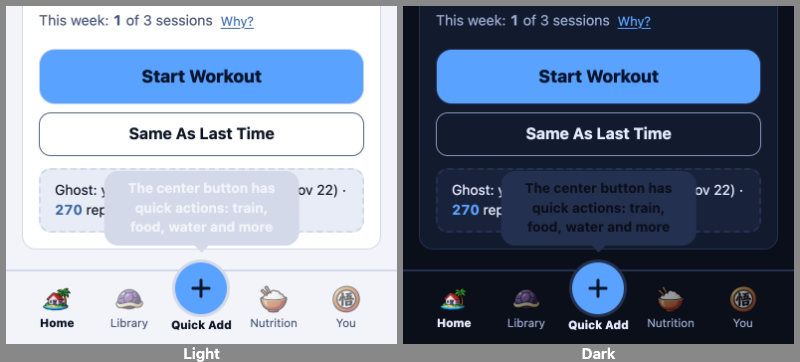 This week: 1 of 3 sessions Why?
Start Workout
Same As Last Time
Ghost: ov 22) ·
270 rep
The center button has
quick actions: train,
food, water and more
Home Library Quick Add Nutrition You
Light
This week: 1 of 3 sessions Why?
Start Workout
Same As Last Time
Ghost: ov 22) ·
270 rep
The center button has
quick actions: train,
food, water and more
Home Library Quick Add Nutrition You
Dark